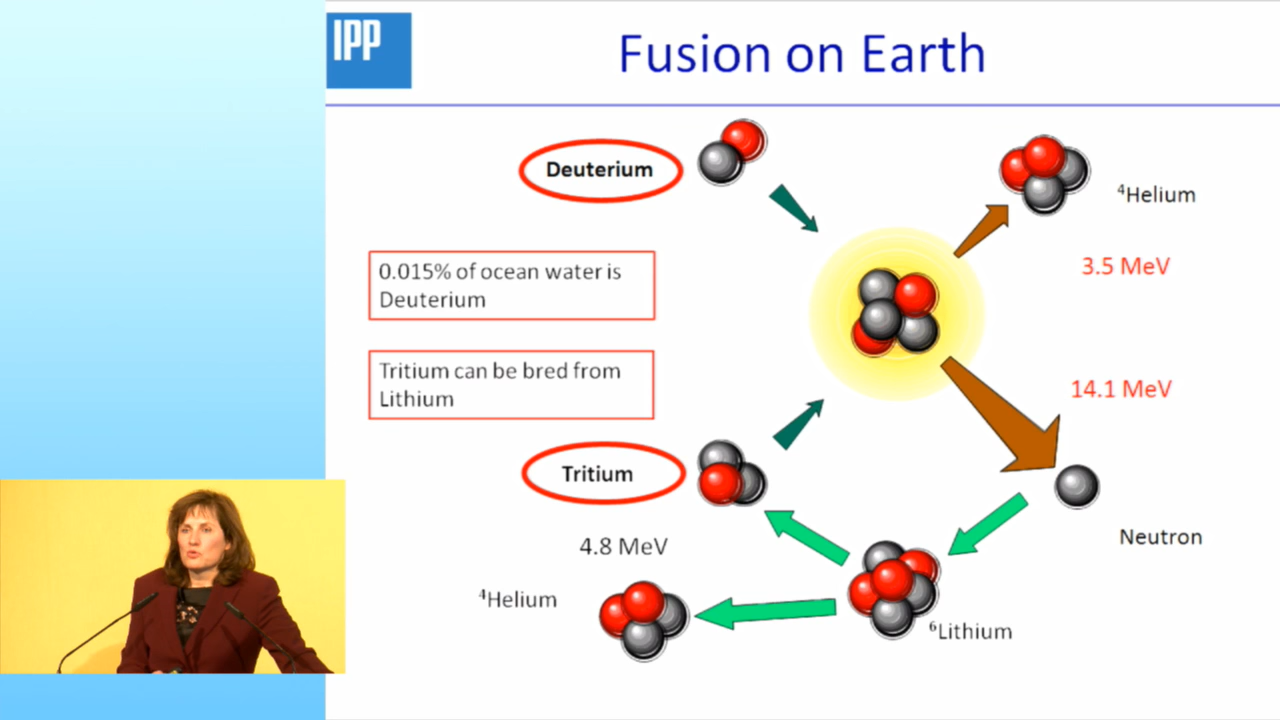 IPP
Fusion on Earth
Deuterium
⁴Helium
0.015% of ocean water is
Deuterium
3.5 MeV
Tritium can be bred from
Lithium
14.1 MeV
Tritium
Neutron
4.8 MeV
⁴Helium
⁶Lithium